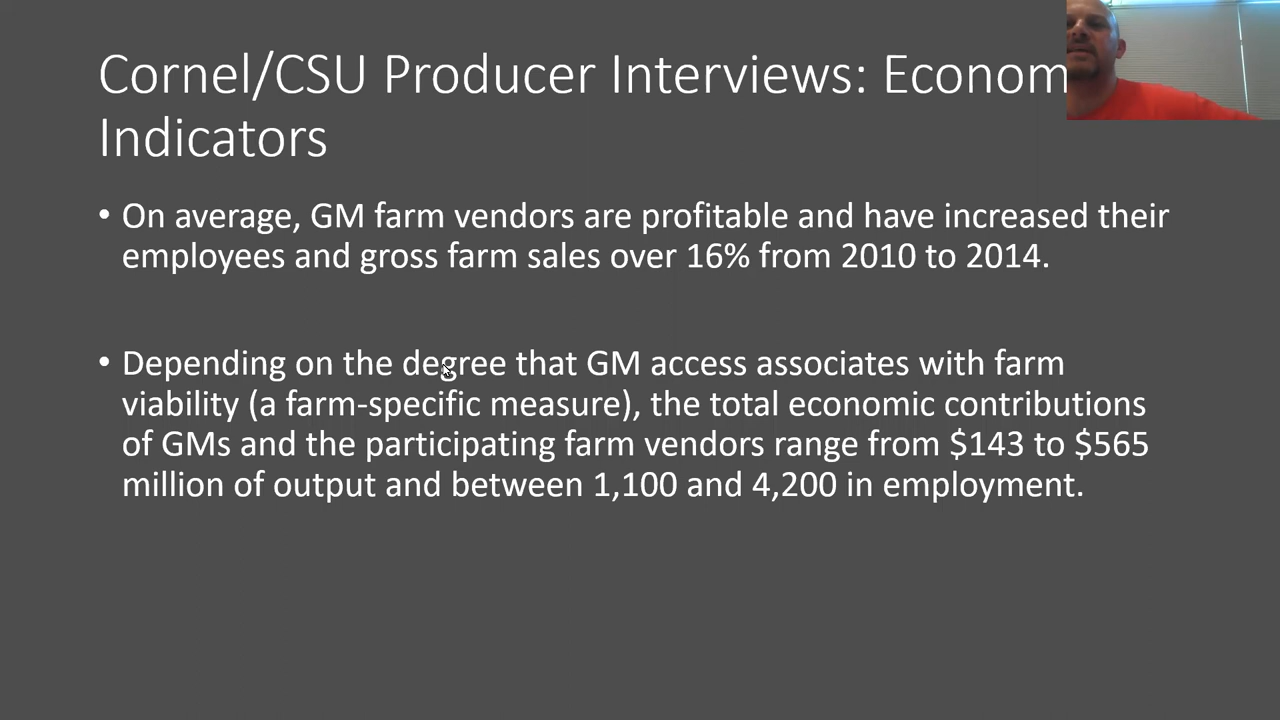 Cornel/CSU Producer Interviews: Econom
Indicators
• On average, GM farm vendors are profitable and have increased their
employees and gross farm sales over 16% from 2010 to 2014.
• Depending on the degree that GM access associates with farm
viability (a farm-specific measure), the total economic contributions
of GMs and the participating farm vendors range from $143 to $565
million of output and between 1,100 and 4,200 in employment.